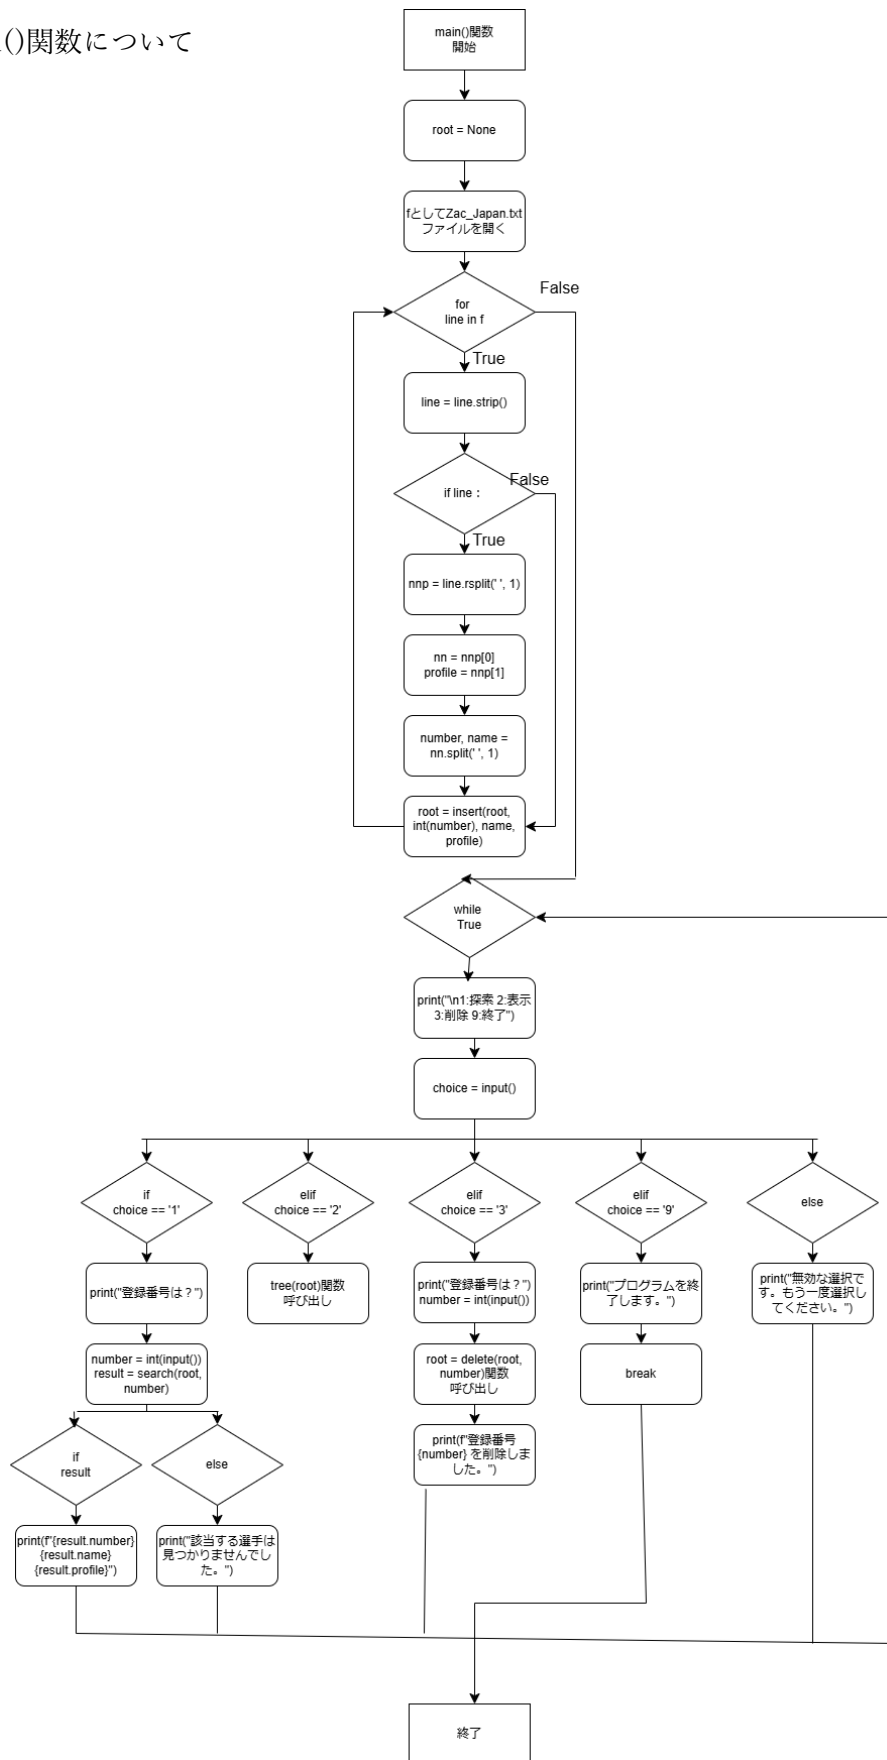 ()関数について
main()関数
開始
root = None
fとしてZac_Japan.txt
ファイルを開く
for
line in f
False
True
line = line.strip()
if line：
False
True
nnp = line.rsplit(' ', 1)
nn = nnp[0]
profile = nnp[1]
number, name =
nn.split(' ', 1)
root = insert(root,
int(number), name,
profile)
while
True
print("\n1:探索 2:表示
3:削除 9:終了")
choice = input()
if
choice == '1'
elif
choice == '2'
elif
choice == '3'
elif
choice == '9'
else
print("登録番号は？")
tree(root)関数
呼び出し
print("登録番号は？")
number = int(input())
print("プログラムを終
了します。")
print("無効な選択で
す。もう一度選択し
てください。")
number = int(input())
result = search(root,
number)
root = delete(root,
number)関数
呼び出し
break
if
result
else
print(f"登録番号
{number} を削除しま
した。")
print(f"{result.number}
{result.name}
{result.profile}")
print("該当する選手は
見つかりませんでし
た。")
終了